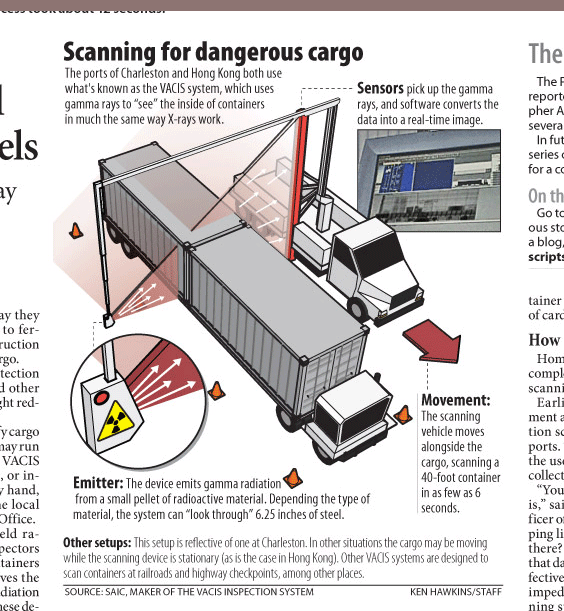 cess took about 12 seconds.
Scanning for dangerous cargo
The ports of Charleston and Hong Kong both use
what's known as the VACIS system, which uses
gamma rays to "see" the inside of containers
in much the same way X-rays work.
Sensors pick up the gamma
rays, and software converts the
data into a real-time image.
Movement:
The scanning
vehicle moves
alongside the
cargo, scanning a
40-foot container
in as few as 6
seconds.
Emitter: The device emits gamma radiation
from a small pellet of radioactive material. Depending the type of
material, the system can "look through" 6.25 inches of steel.
Other setups: This setup is reflective of one at Charleston. In other situations the cargo may be moving
while the scanning device is stationary (as is the case in Hong Kong). Other VACIS systems are designed to
scan containers at railroads and highway checkpoints, among other places.
SOURCE: SAIC, MAKER OF THE VACIS INSPECTION SYSTEM
KEN HAWKINS/STAFF
els
ay
ay they
to fer-
ruction
rgo.
tection
d other
ght red-
fy cargo
may run
VACIS
, or in-
y hand,
he local
Office.
eld ra-
pectors
tainers
ves the
diation
hese de-
The
The P
reporte
pher A
severa
In fut
series o
for a co
On th
Go to
ous sto
a blog,
scripts
tainer
of card
How
Hom
comple
scanni
Earli
ment a
tion sc
ports.
the use
collect
"You
is," sai
ficer or
ping li
there?
that da
fective
imped
ning s